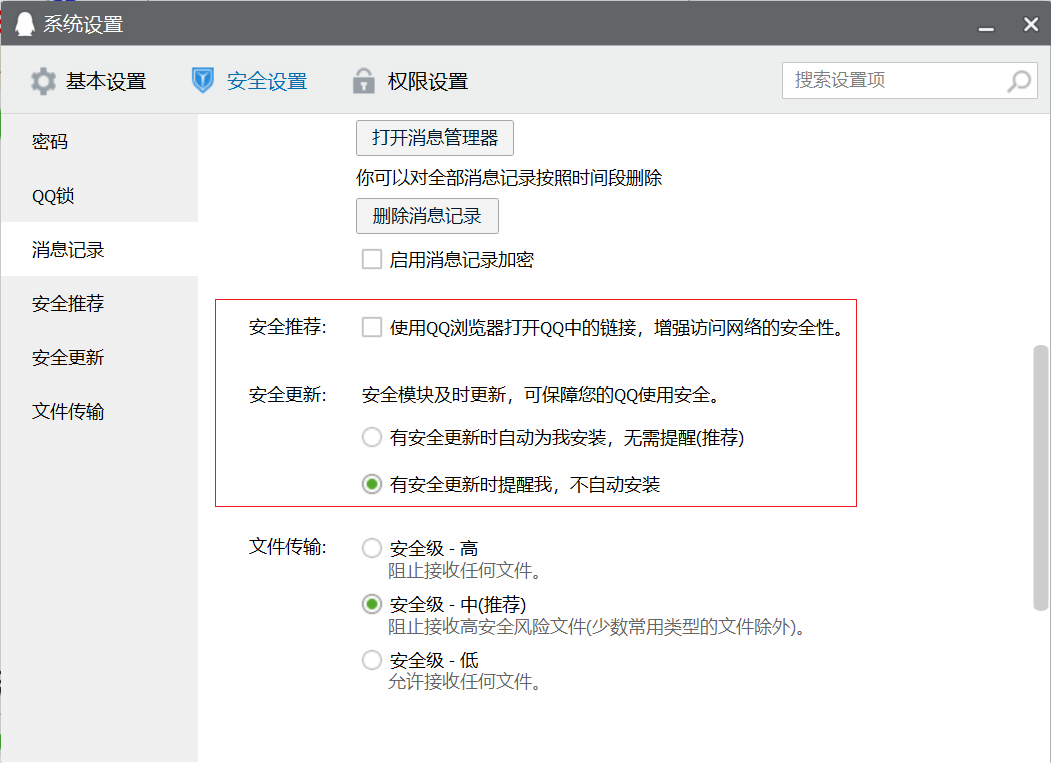 系统设置
基本设置 安全设置 权限设置 搜索设置项
密码
QQ锁
消息记录
安全推荐
安全更新
文件传输
打开消息管理器
你可以对全部消息记录按照时间段删除
删除消息记录
启用消息记录加密
安全推荐: 使用QQ浏览器打开QQ中的链接，增强访问网络的安全性。
安全更新: 安全模块及时更新，可保障您的QQ使用安全。
有安全更新时自动为我安装，无需提醒(推荐)
有安全更新时提醒我，不自动安装
文件传输: 安全级 - 高
阻止接收任何文件。
安全级 - 中(推荐)
阻止接收高安全风险文件(少数常用类型的文件除外)。
安全级 - 低
允许接收任何文件。